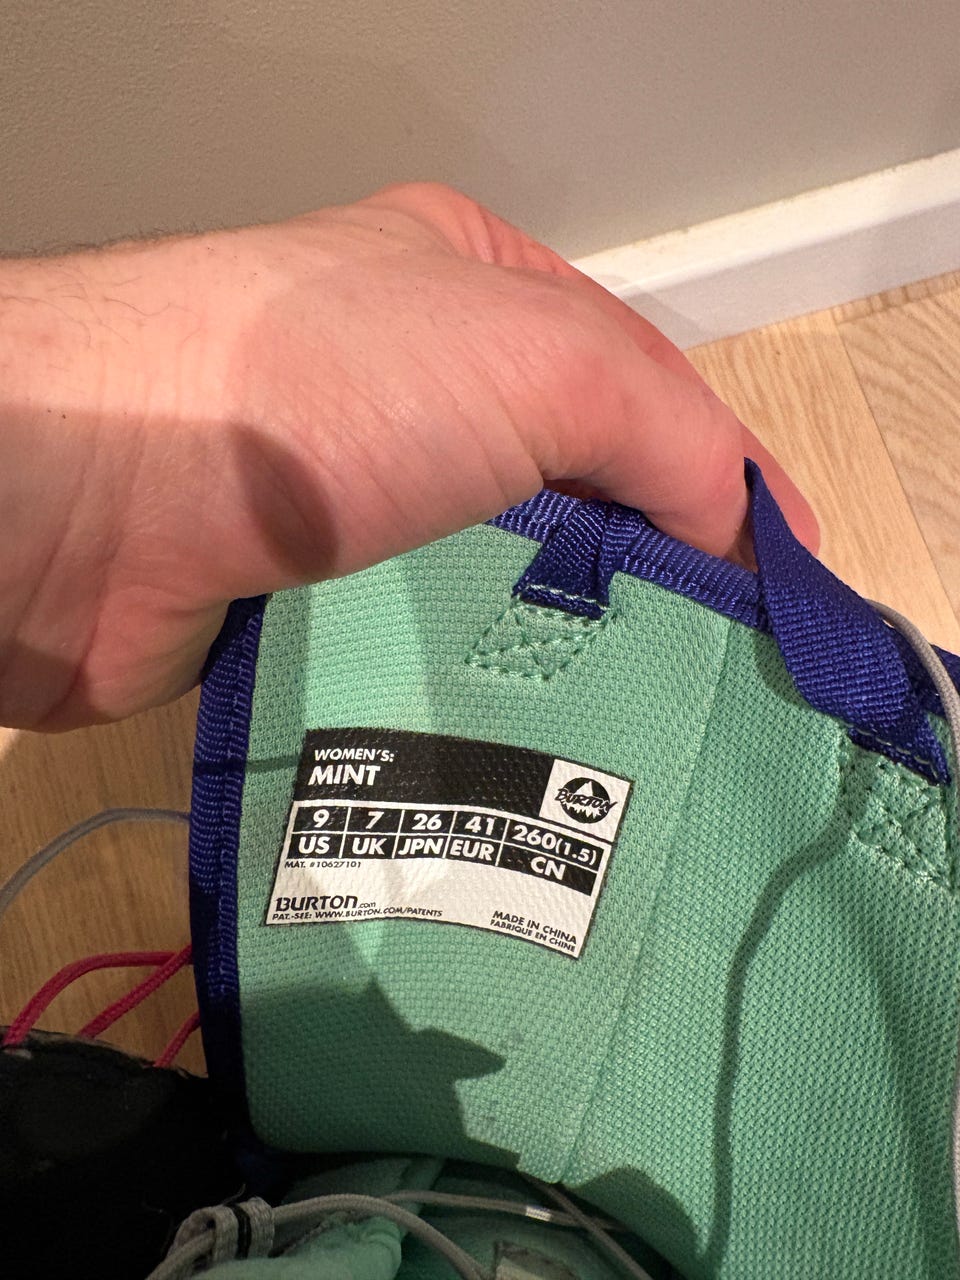 WOMEN'S:
MINT
BURTON
9 7 26 41 260(1.5)
US UK JPN EUR CN
MAT. #10627101
BURTON.com
PAT.-SEE: WWW.BURTON.COM/PATENTS
MADE IN CHINA
FABRIQUE EN CHINE